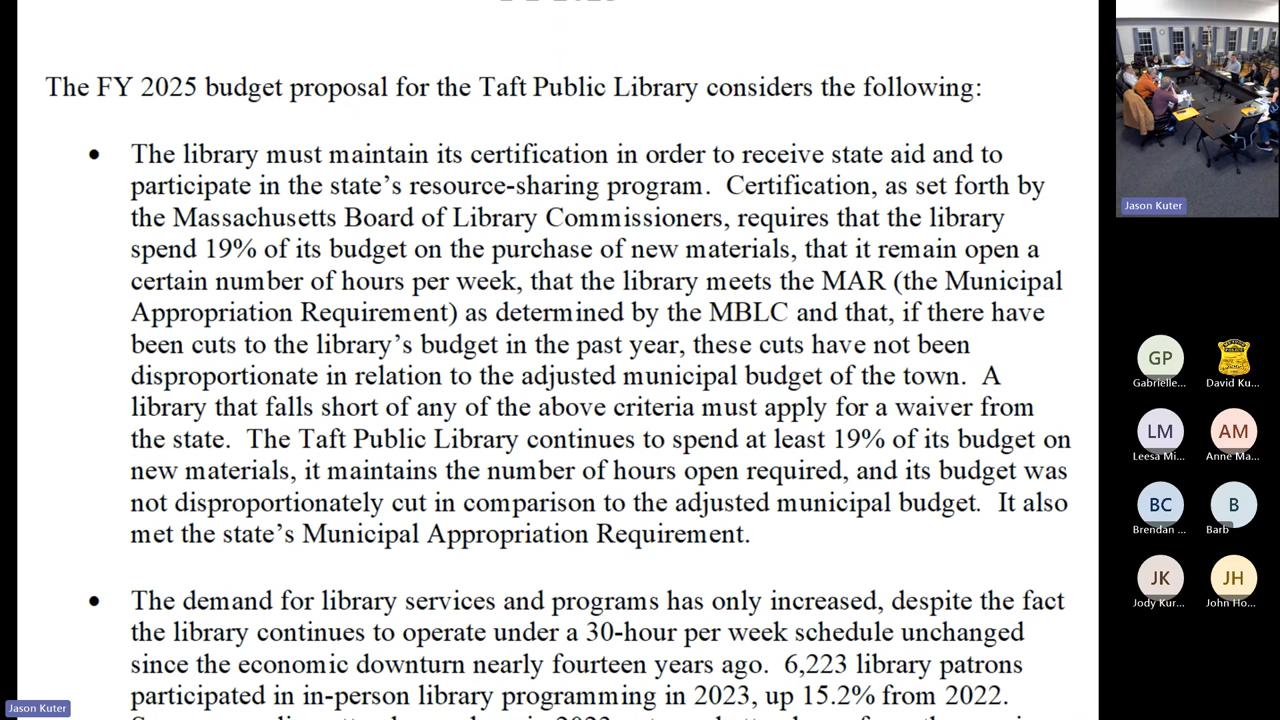 The FY 2025 budget proposal for the Taft Public Library considers the following:
• The library must maintain its certification in order to receive state aid and to
participate in the state’s resource-sharing program.  Certification, as set forth by
the Massachusetts Board of Library Commissioners, requires that the library
spend 19% of its budget on the purchase of new materials, that it remain open a
certain number of hours per week, that the library meets the MAR (the Municipal
Appropriation Requirement) as determined by the MBLC and that, if there have
been cuts to the library’s budget in the past year, these cuts have not been
disproportionate in relation to the adjusted municipal budget of the town.  A
library that falls short of any of the above criteria must apply for a waiver from
the state.  The Taft Public Library continues to spend at least 19% of its budget on
new materials, it maintains the number of hours open required, and its budget was
not disproportionately cut in comparison to the adjusted municipal budget.  It also
met the state’s Municipal Appropriation Requirement.
• The demand for library services and programs has only increased, despite the fact
the library continues to operate under a 30-hour per week schedule unchanged
since the economic downturn nearly fourteen years ago.  6,223 library patrons
participated in in-person library programming in 2023, up 15.2% from 2022.
Jason Kuter
Jason Kuter
GP
Gabrielle...
David Ku...
LM
Leesa Mi...
AM
Anne Ma...
BC
Brendan ...
B
Barb
JK
Jody Kur...
JH
John Ho...